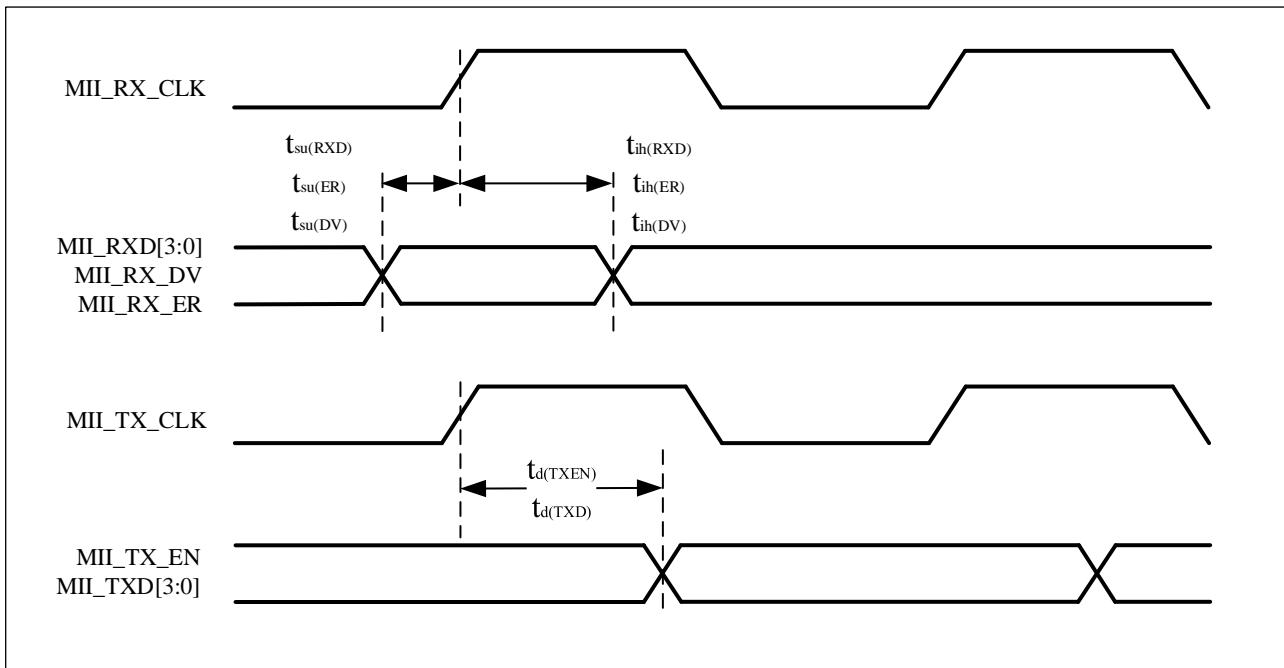 MII_RX_CLK
tsu(RXD)
tih(RXD)
tsu(ER)
tih(ER)
tsu(DV)
tih(DV)
MII_RXD[3:0]
MII_RX_DV
MII_RX_ER
MII_TX_CLK
td(TXEN)
td(TXD)
MII_TX_EN
MII_TXD[3:0]